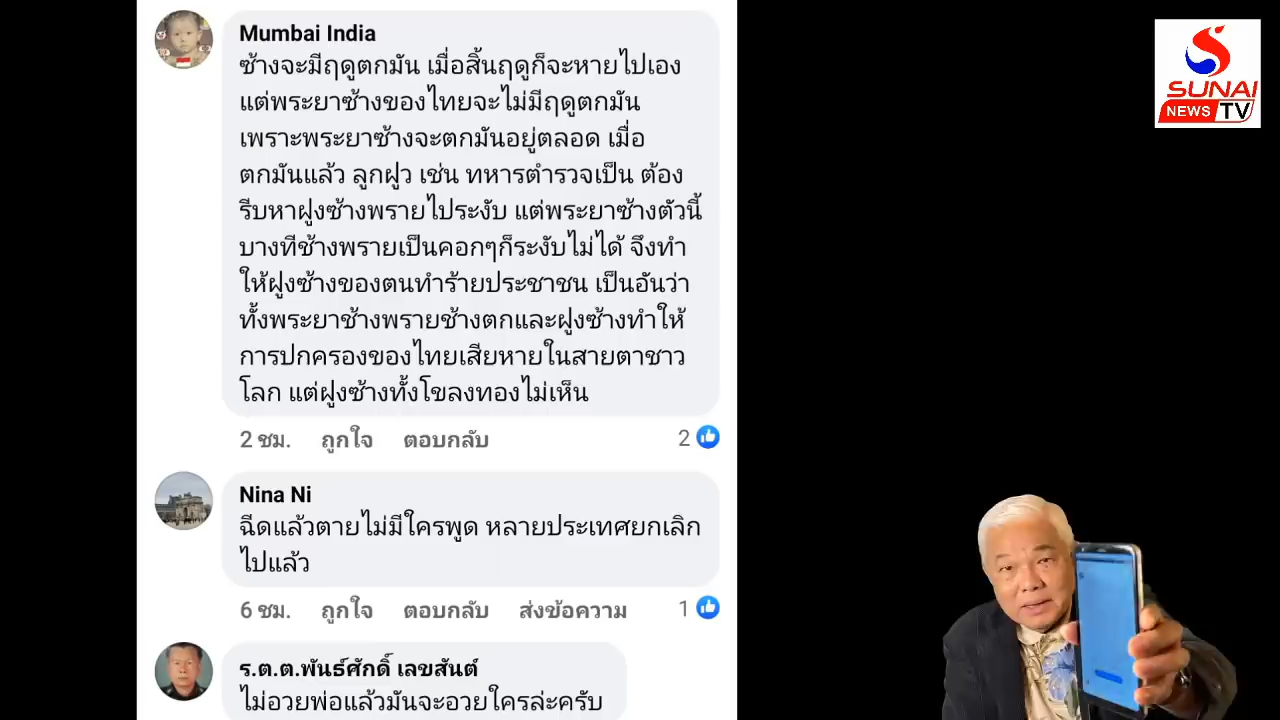 Mumbai India
ซ้างจะมีฤดูตกมัน เมื่อสิ้นฤดูก็จะหายไปเอง
แต่พระยาซ้างของไทยจะไม่มีฤดูตกมัน
เพราะพระยาซ้างจะตกมันอยู่ตลอด เมื่อ
ตกมันแล้ว ลูกฝูว เช่น ทหารตำรวจเป็น ต้อง
รีบหาฝูงซ้างพรายไประงับ แต่พระยาซ้างตัวนี้
บางทีช้างพรายเป็นคอกๆก็ระงับไม่ได้ จึงทำ
ให้ฝูงซ้างของตนทำร้ายประชาชน เป็นอันว่า
ทั้งพระยาช้างพรายช้างตกและฝูงซ้างทำให้
การปกครองของไทยเสียหายในสายตาชาว
โลก แต่ฝูงซ้างทั้งโขลงทองไม่เห็น
2 ชม. ถูกใจ ตอบกลับ 2
Nina Ni
ฉีดแล้วตายไม่มีใครพูด หลายประเทศยกเลิก
ไปแล้ว
6 ชม. ถูกใจ ตอบกลับ ส่งข้อความ 1
ร.ต.ต.พันธ์ศักดิ์ เลขสันต์
ไม่อวยพ่อแล้วมันจะอวยใครล่ะครับ
SUNAI
NEWS TV